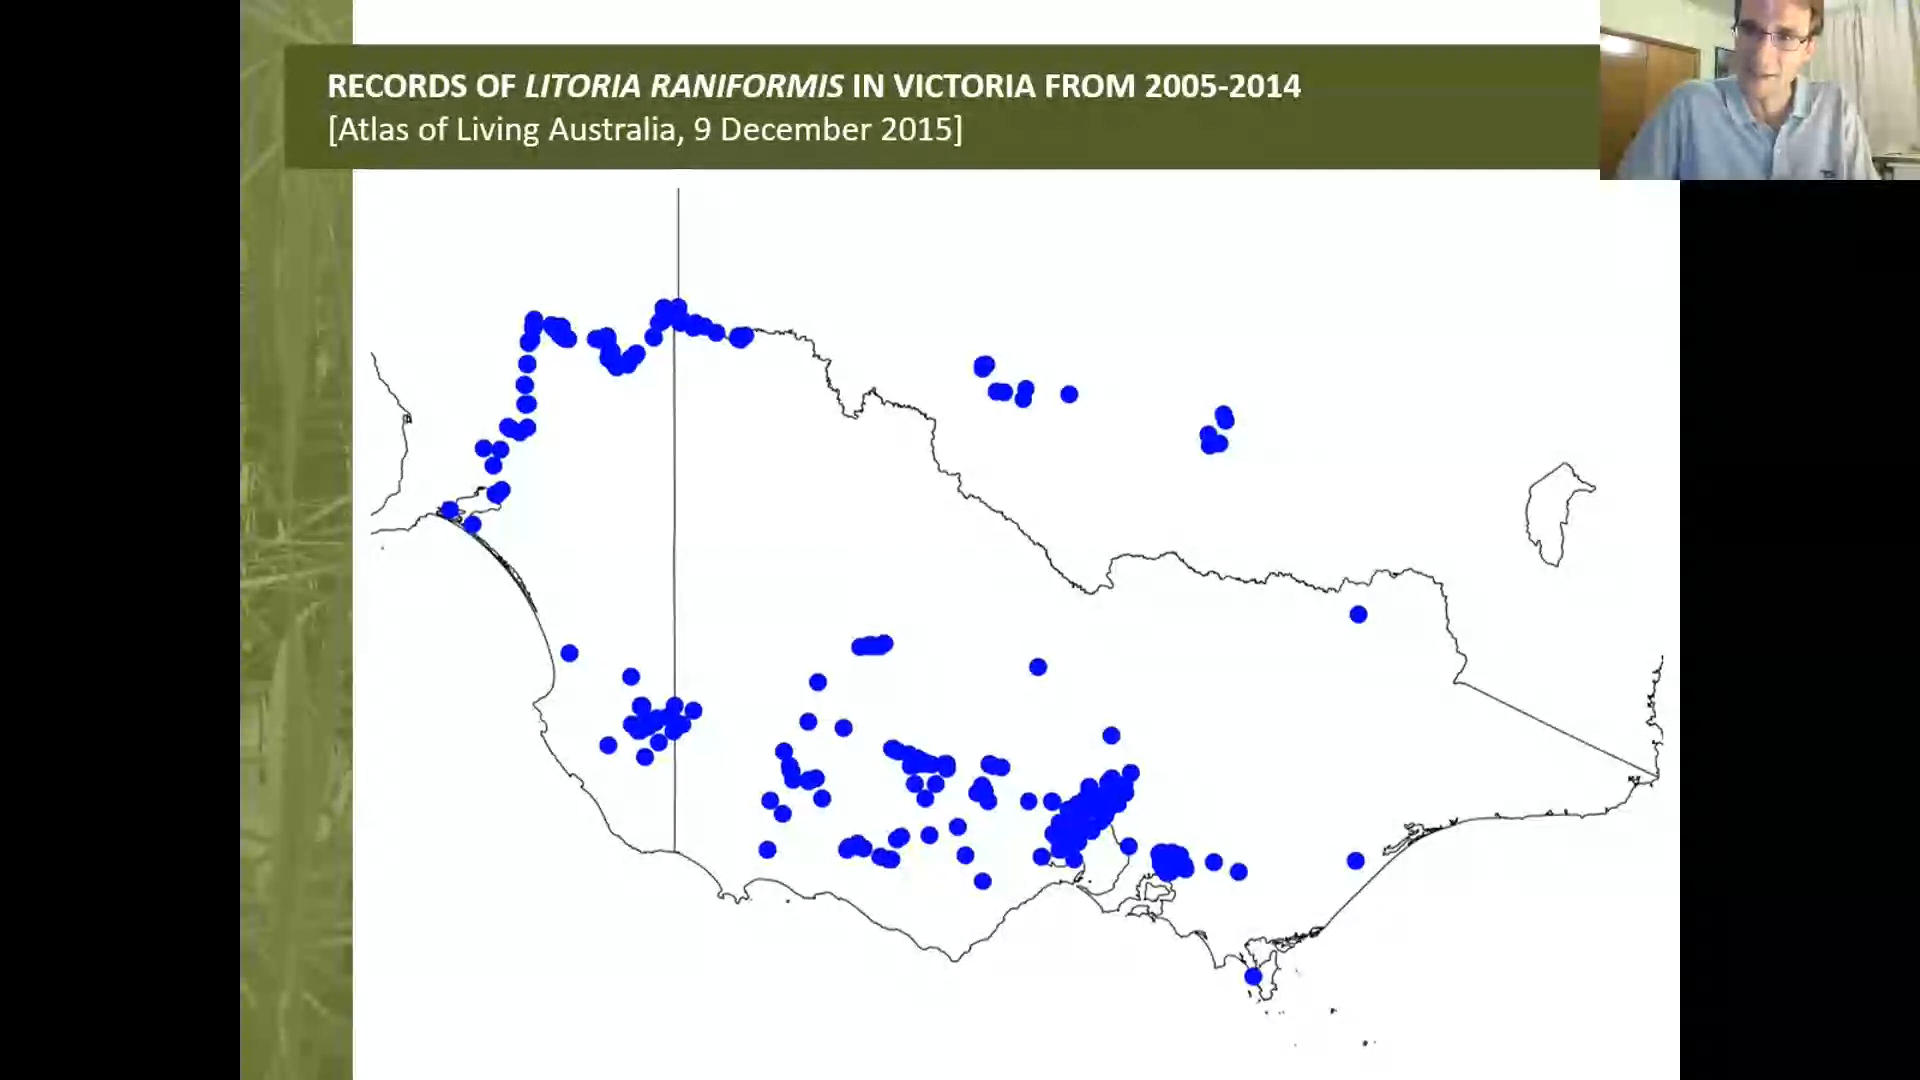 RECORDS OF LITORIA RANIFORMIS IN VICTORIA FROM 2005-2014
[Atlas of Living Australia, 9 December 2015]